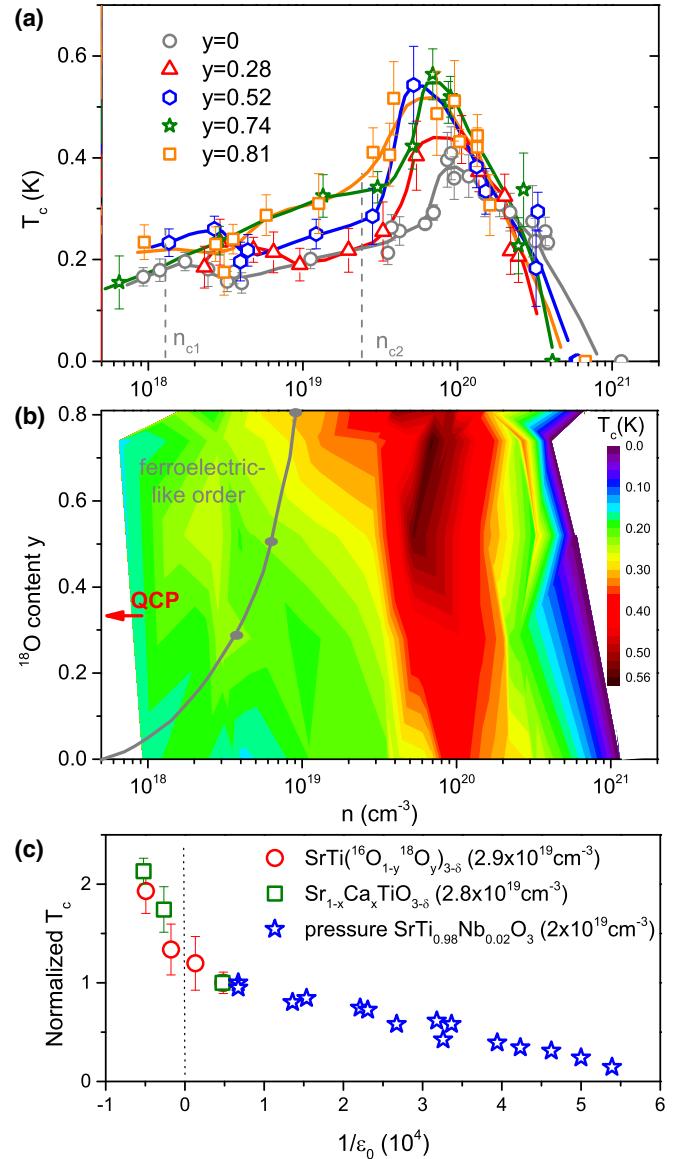 (a)
0.6
0.4
0.2
0.0
T_c (K)
y=0
y=0.28
y=0.52
y=0.74
y=0.81
n_c1
n_c2
10^18
10^19
10^20
10^21
(b)
0.8
0.6
0.4
0.2
0.0
^18O content y
ferroelectric-
like order
QCP
T_c(K)
0.0
0.10
0.20
0.30
0.40
0.50
0.56
10^18
10^19
10^20
10^21
n (cm^-3)
(c)
2
1
0
Normalized T_c
SrTi(^16O_1-y^18O_y)_3-δ (2.9x10^19cm^-3)
Sr_1-xCa_xTiO_3-δ (2.8x10^19cm^-3)
pressure SrTi_0.98Nb_0.02O_3 (2x10^19cm^-3)
-1
0
1
2
3
4
5
6
1/ε_0 (10^4)